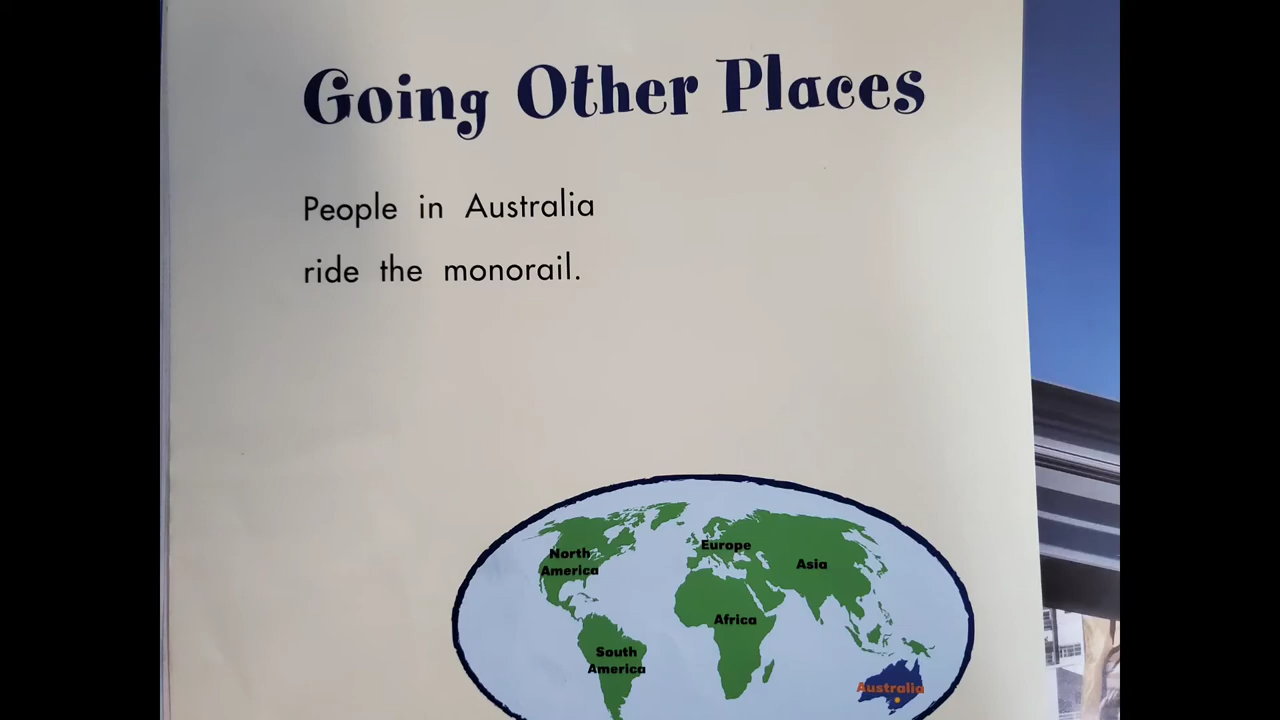 Going Other Places
People in Australia
ride the monorail.
North
America
Europe
Asia
Africa
South
America
Australia